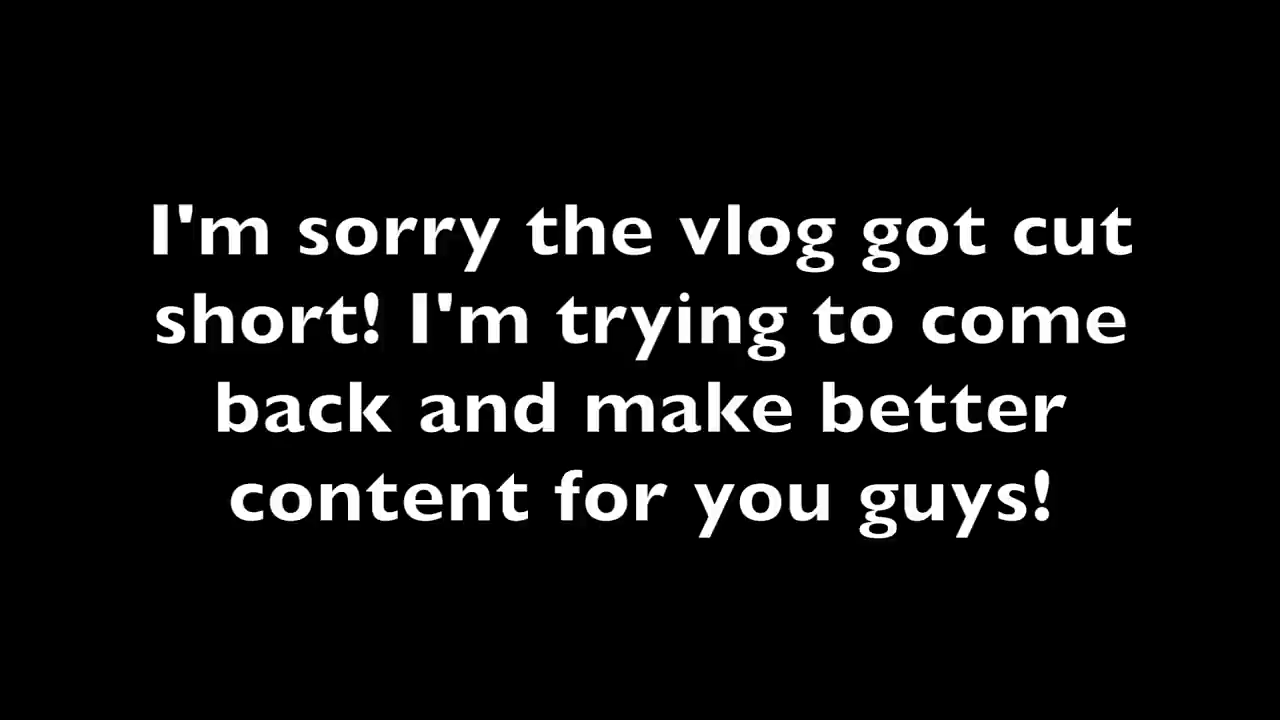 I'm sorry the vlog got cut
short! I'm trying to come
back and make better
content for you guys!